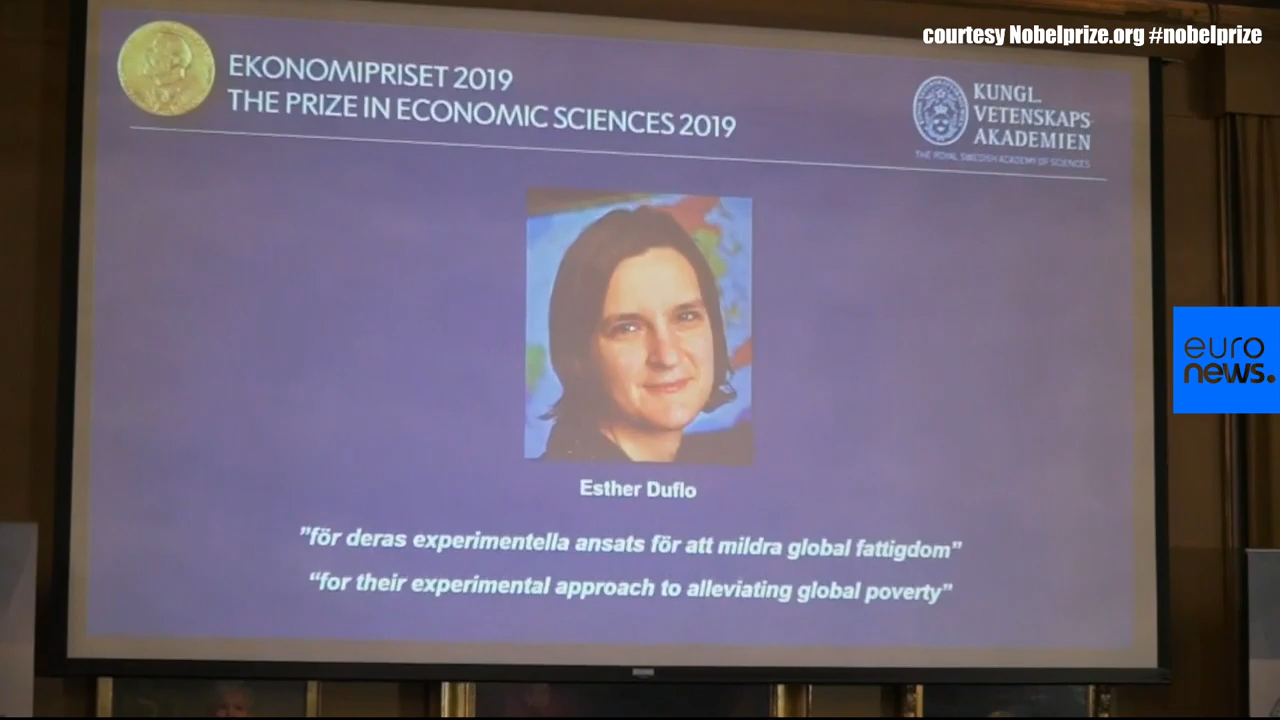 courtesy Nobelprize.org #nobelprize
EKONOMIPRISET 2019
THE PRIZE IN ECONOMIC SCIENCES 2019
KUNGL.
VETENSKAPS
AKADEMIEN
THE ROYAL SWEDISH ACADEMY OF SCIENCES
euro
news.
Esther Duflo
"för deras experimentella ansats för att mildra global fattigdom"
“for their experimental approach to alleviating global poverty”